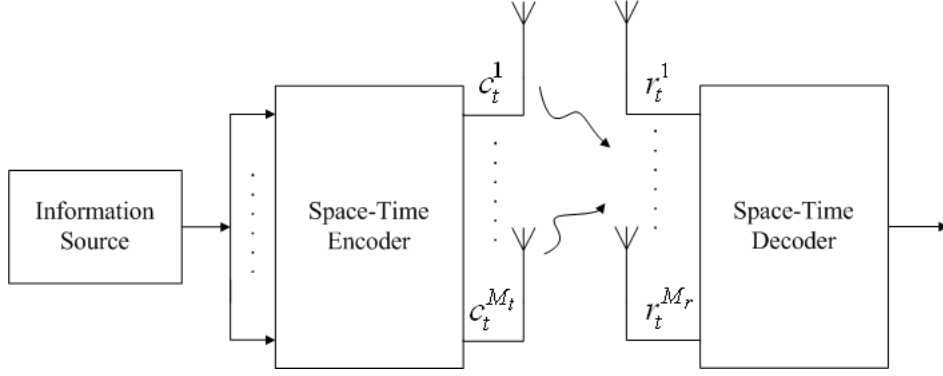 Information
Source
Space-Time
Encoder
c_t^1
c_t^{M_t}
r_t^1
r_t^{M_r}
Space-Time
Decoder